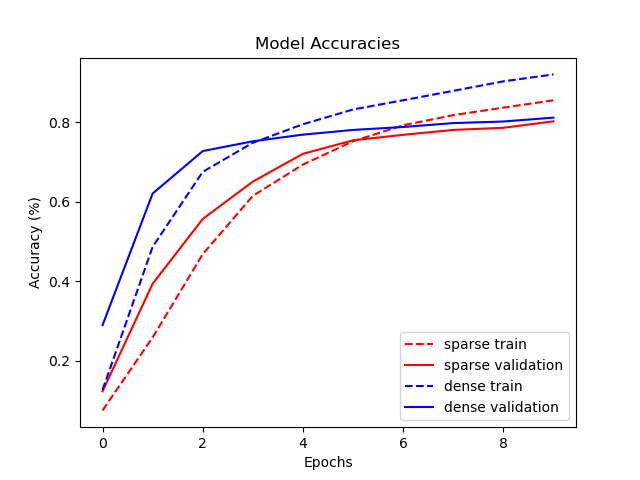 Model Accuracies
Accuracy (%)
0.8
0.6
0.4
0.2
0 2 4 6 8
Epochs
sparse train
sparse validation
dense train
dense validation